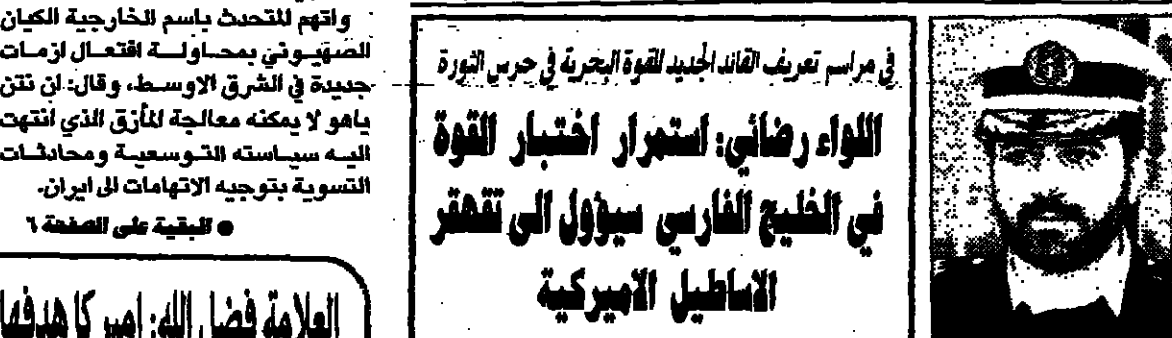 في مراسم تعريف القائد الجديد للقوة البحرية في حرس الثورة
اللواء رضائي: استمرار اختبار القوة
في الخليج الفارسي سيؤول الى تقهقر
الاساطيل الاميركية
واتهم المتحدث باسم الخارجية الكيان
الصهيوني بمحاولة افتعال ازمات
جديدة في الشرق الاوسط، وقال: ان نتن
ياهو لا يمكنه معالجة المأزق الذي انتهت
اليه سياسته التوسعية ومحادثات
التسوية بتوجيه الاتهامات الى ايران.
● البقية على الصفحة ٦
العلامة فضل الله: اميركا هدفها